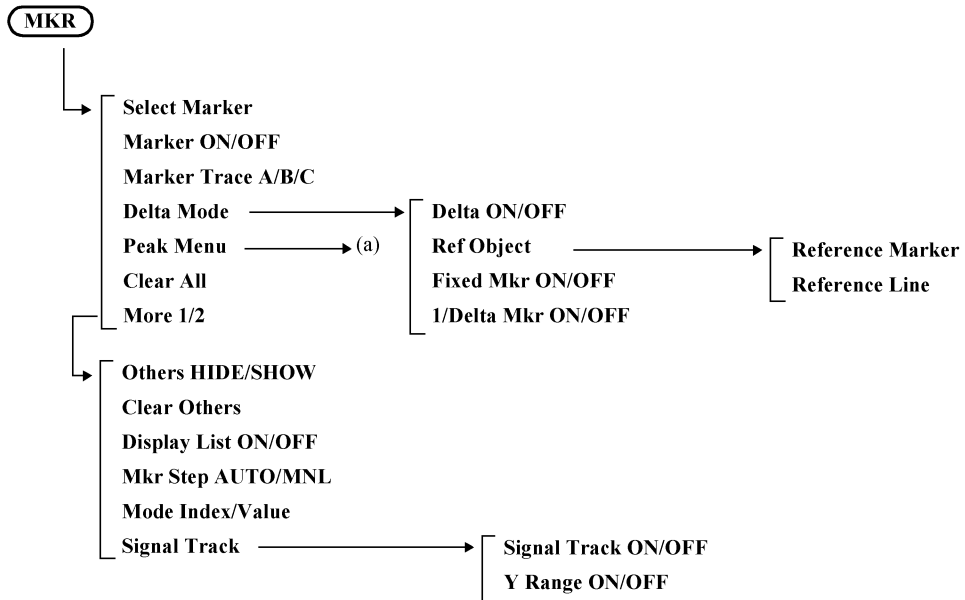 MKR
Select Marker
Marker ON/OFF
Marker Trace A/B/C
Delta Mode
Peak Menu
(a)
Clear All
More 1/2
Delta ON/OFF
Ref Object
Fixed Mkr ON/OFF
1/Delta Mkr ON/OFF
Reference Marker
Reference Line
Others HIDE/SHOW
Clear Others
Display List ON/OFF
Mkr Step AUTO/MNL
Mode Index/Value
Signal Track
Signal Track ON/OFF
Y Range ON/OFF